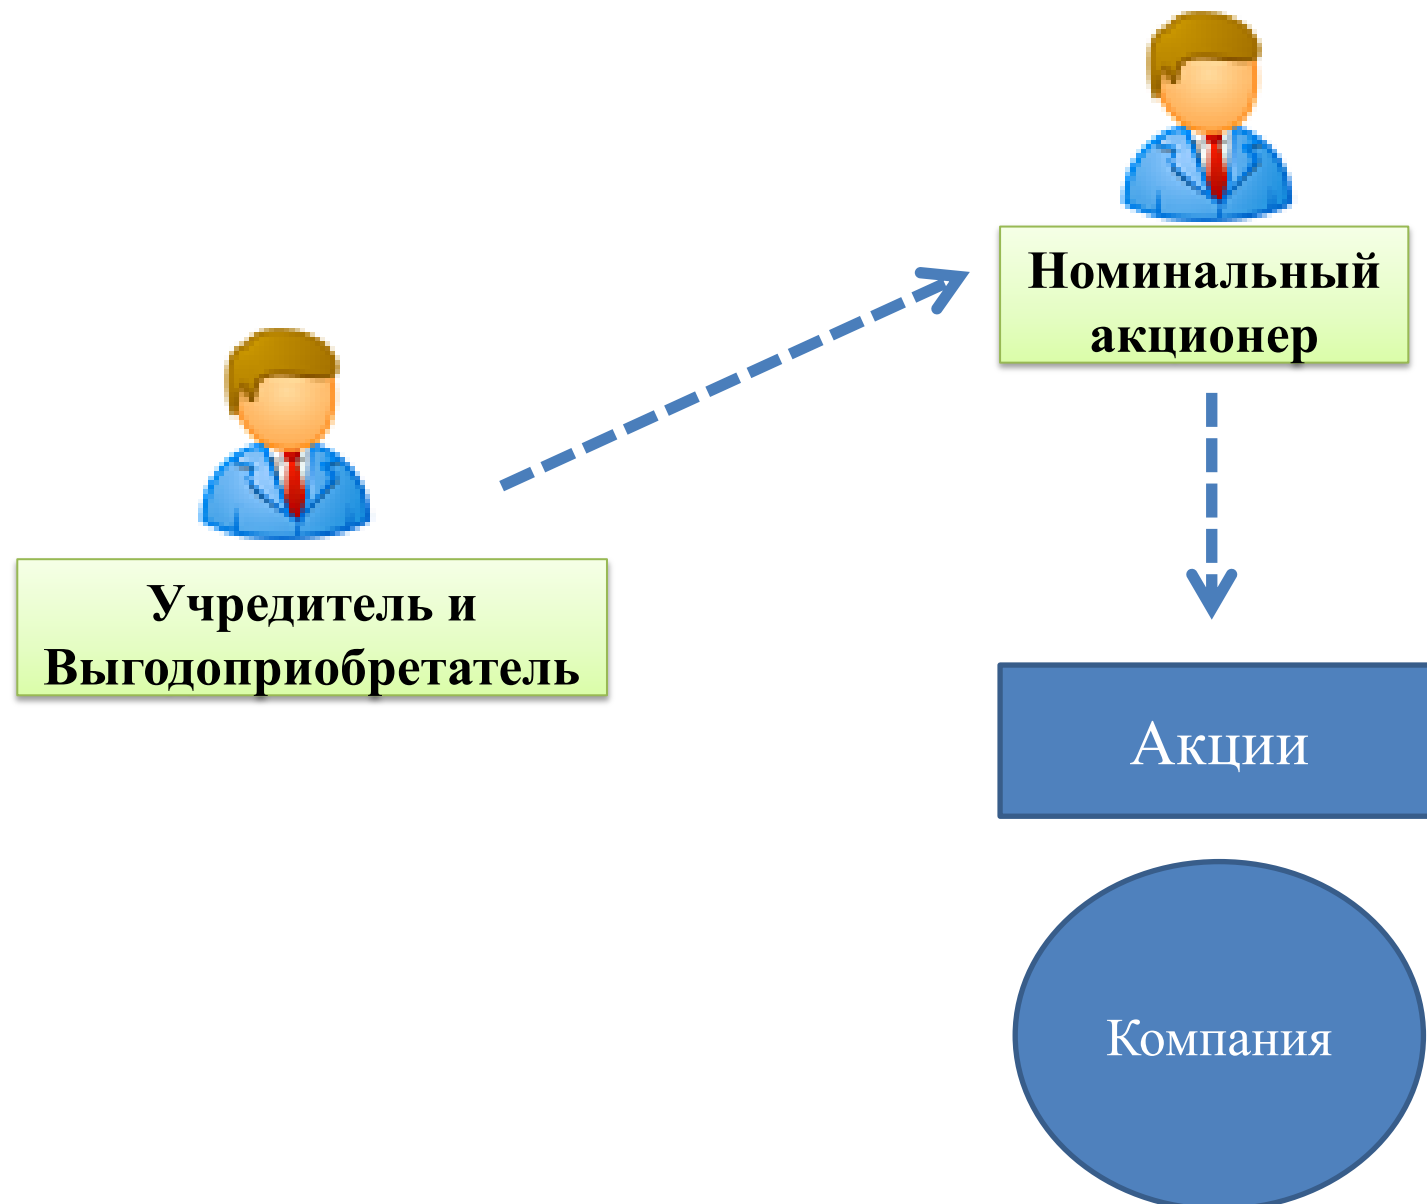 Номинальный
акционер
Учредитель и
Выгодоприобретатель
Акции
Компания